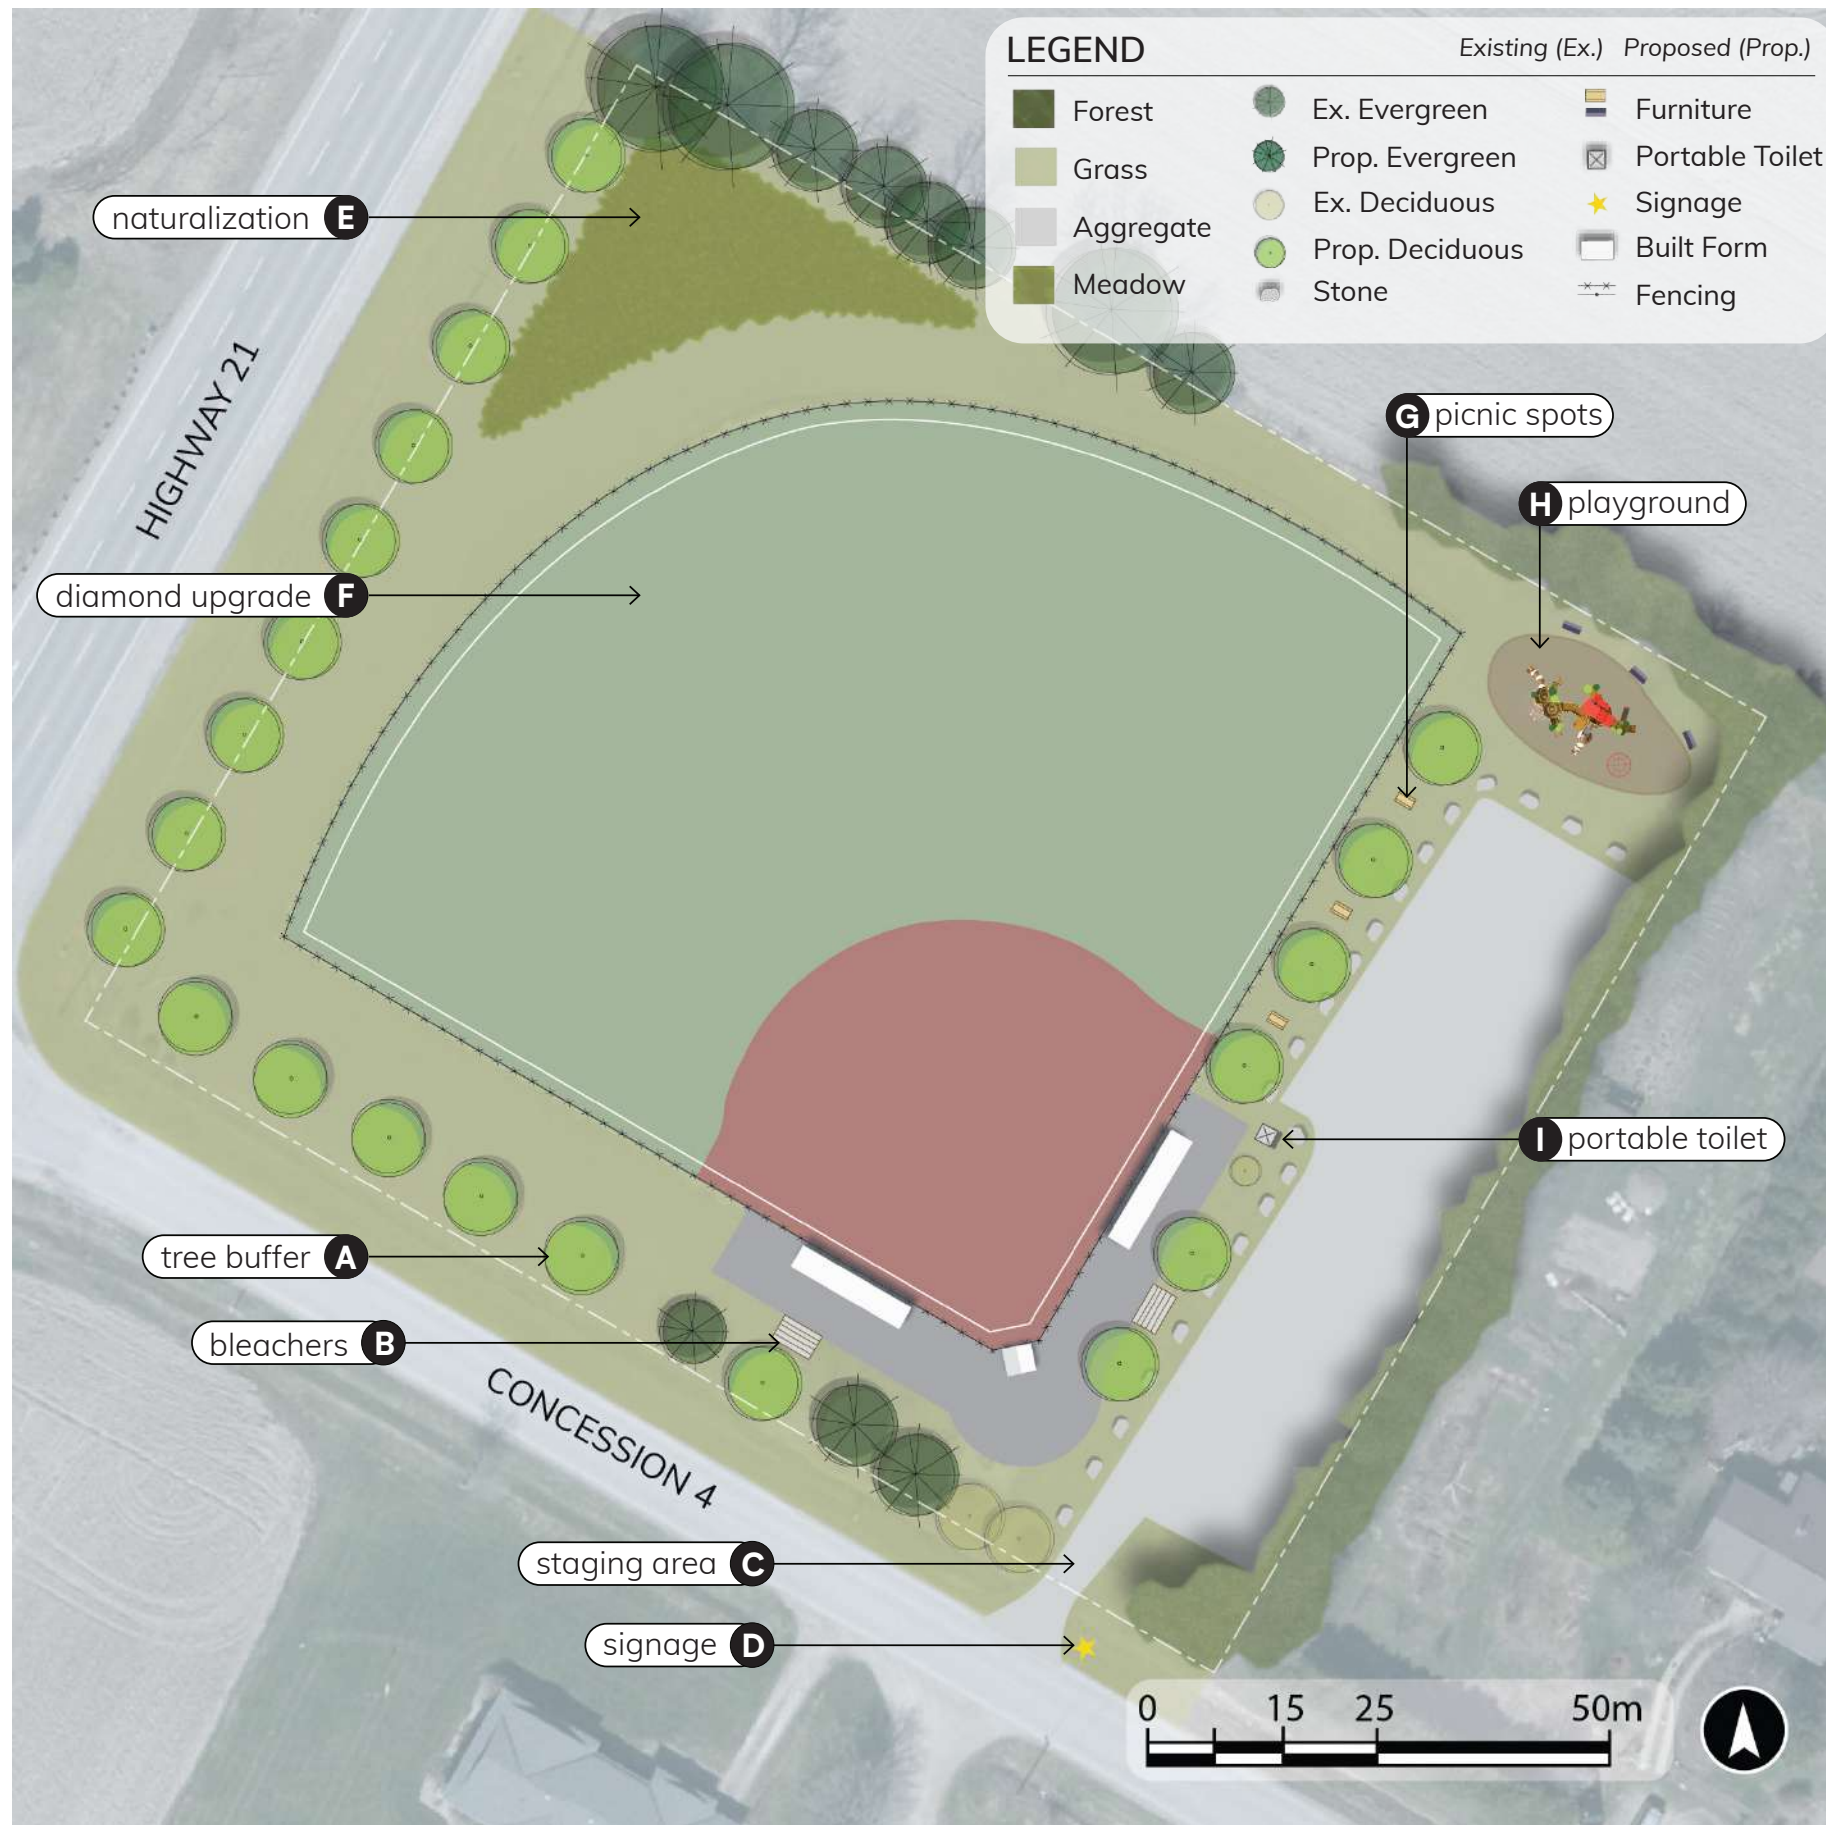 LEGEND
Existing (Ex.) Proposed (Prop.)
Forest
Grass
Aggregate
Meadow
Ex. Evergreen
Prop. Evergreen
Ex. Deciduous
Prop. Deciduous
Stone
Furniture
Portable Toilet
Signage
Built Form
Fencing
naturalization E
HIGHWAY 21
G picnic spots
H playground
diamond upgrade F
I portable toilet
tree buffer A
bleachers B
CONCESSION 4
staging area C
signage D
0 15 25 50m